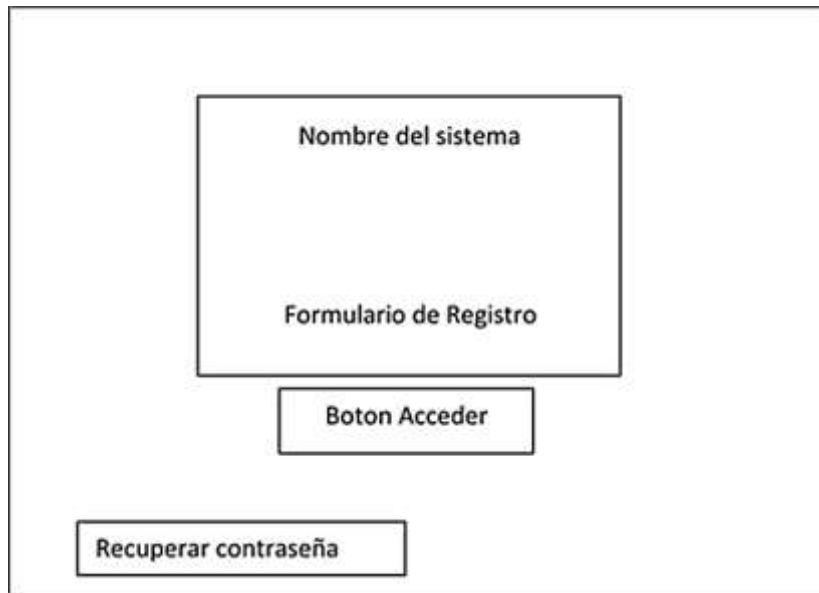 Nombre del sistema
Formulario de Registro
Boton Acceder
Recuperar contraseña